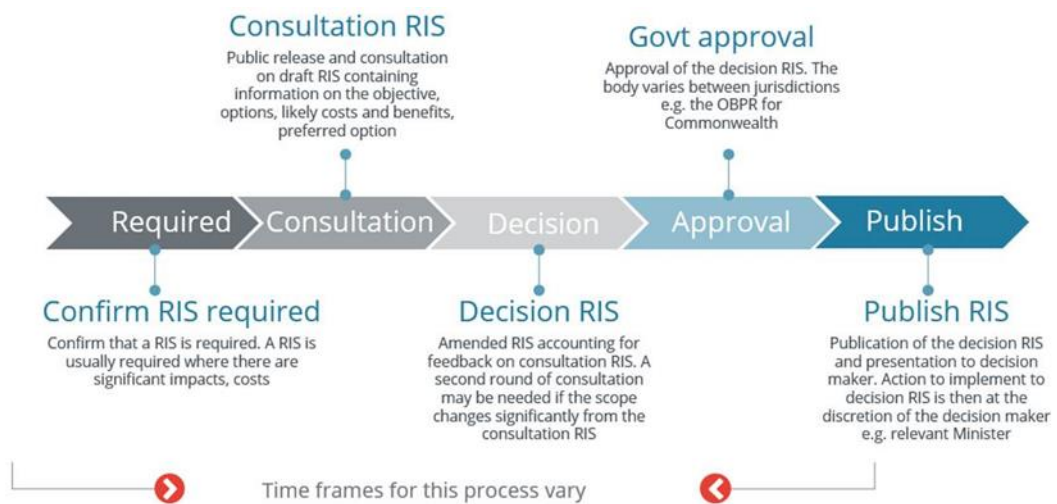 Consultation RIS
Public release and consultation
on draft RIS containing
information on the objective,
options, likely costs and benefits,
preferred option
Govt approval
Approval of the decision RIS. The
body varies between jurisdictions
e.g. the OBPR for
Commonwealth
Required
Consultation
Decision
Approval
Publish
Confirm RIS required
Confirm that a RIS is required. A RIS is
usually required where there are
significant impacts, costs
Decision RIS
Amended RIS accounting for
feedback on consultation RIS. A
second round of consultation
may be needed if the scope
changes significantly from the
consultation RIS
Publish RIS
Publication of the decision RIS
and presentation to decision
maker. Action to implement to
decision RIS is then at the
discretion of the decision maker
e.g. relevant Minister
Time frames for this process vary